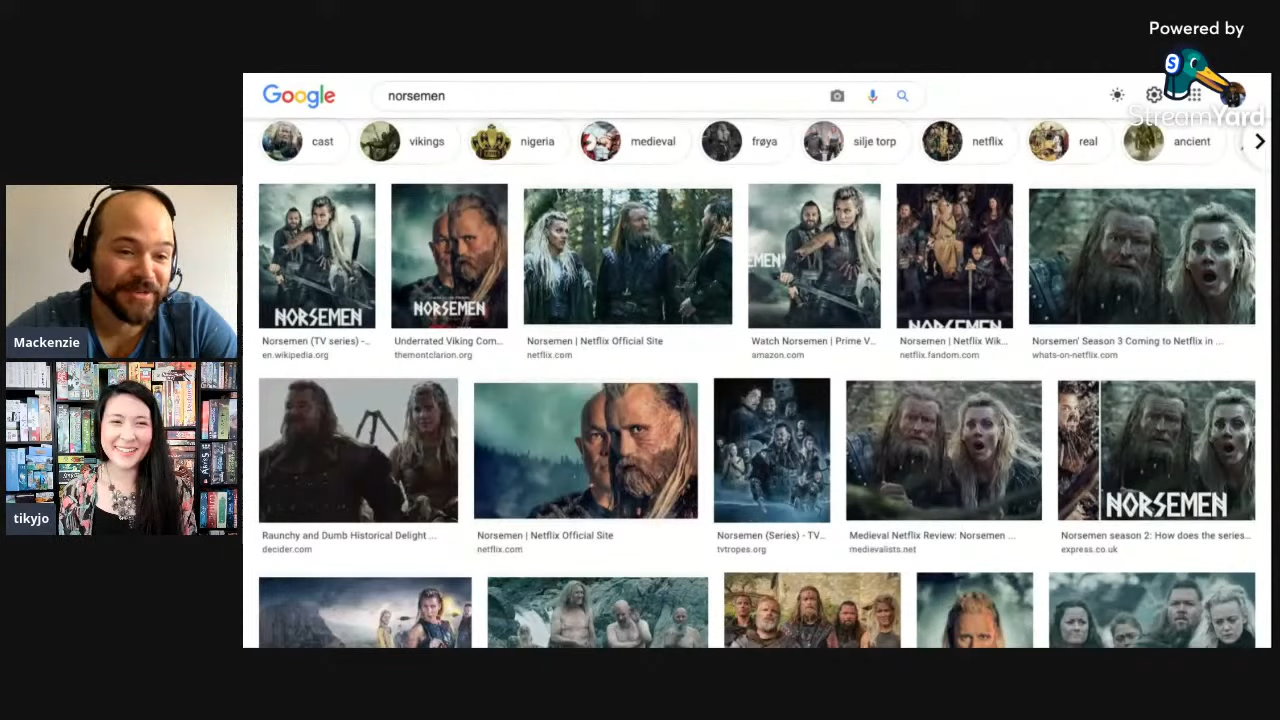 Powered by
StreamYard
Google
norsemen
cast
vikings
nigeria
medieval
frøya
silje torp
netflix
real
ancient
NORSEMEN
NORSEMEN
EMEN
NORSEMEN
Norsemen (TV series) -...
en.wikipedia.org
Underrated Viking Com...
themontclarion.org
Norsemen | Netflix Official Site
netflix.com
Watch Norsemen | Prime V...
amazon.com
Norsemen | Netflix Wik...
netflix.fandom.com
Norsemen' Season 3 Coming to Netflix in ...
whats-on-netflix.com
Mackenzie
NORSEMEN
tikyjo
Raunchy and Dumb Historical Delight ...
decider.com
Norsemen | Netflix Official Site
netflix.com
Norsemen (Series) - TV...
tvtropes.org
Medieval Netflix Review: Norsemen ...
medievalists.net
Norsemen season 2: How does the series...
express.co.uk